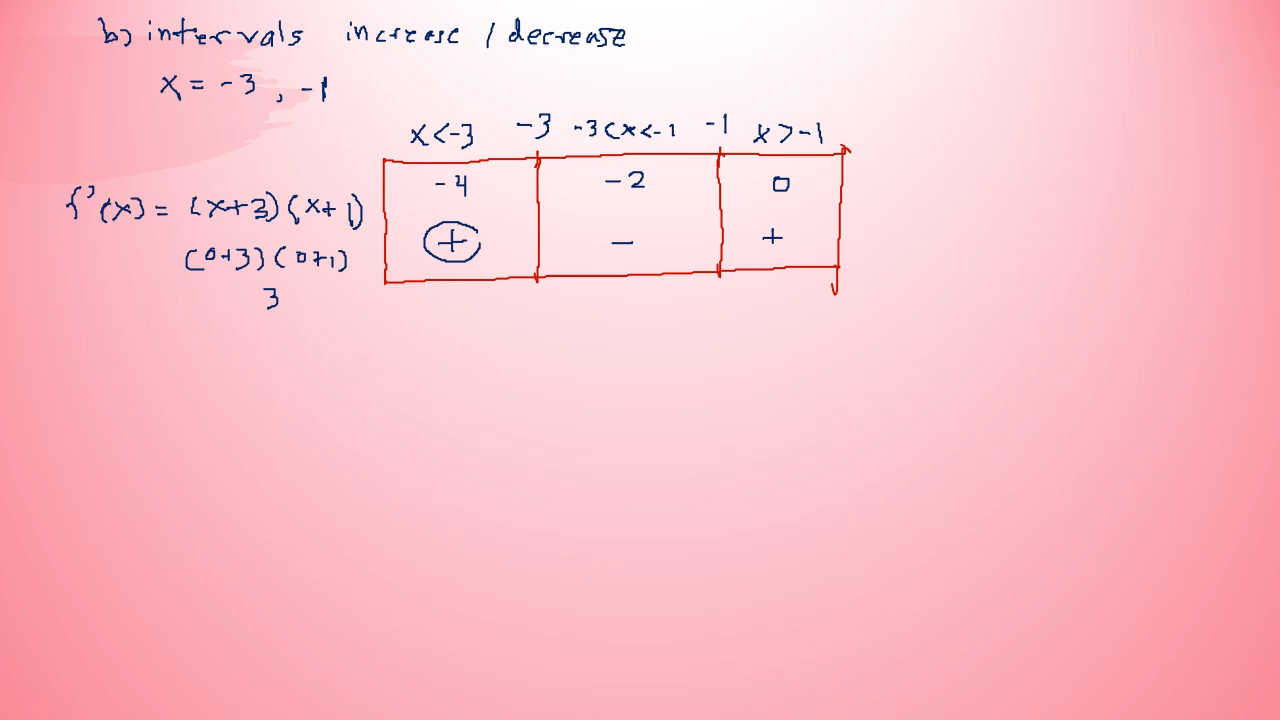 b) intervals increase / decrease
x = -3 , -1
x<-3 -3 -3<x<-1 -1 x>-1
-4 -2 0
f'(x) = (x+3)(x+1)
+ - +
(0+3)(0+1)
3